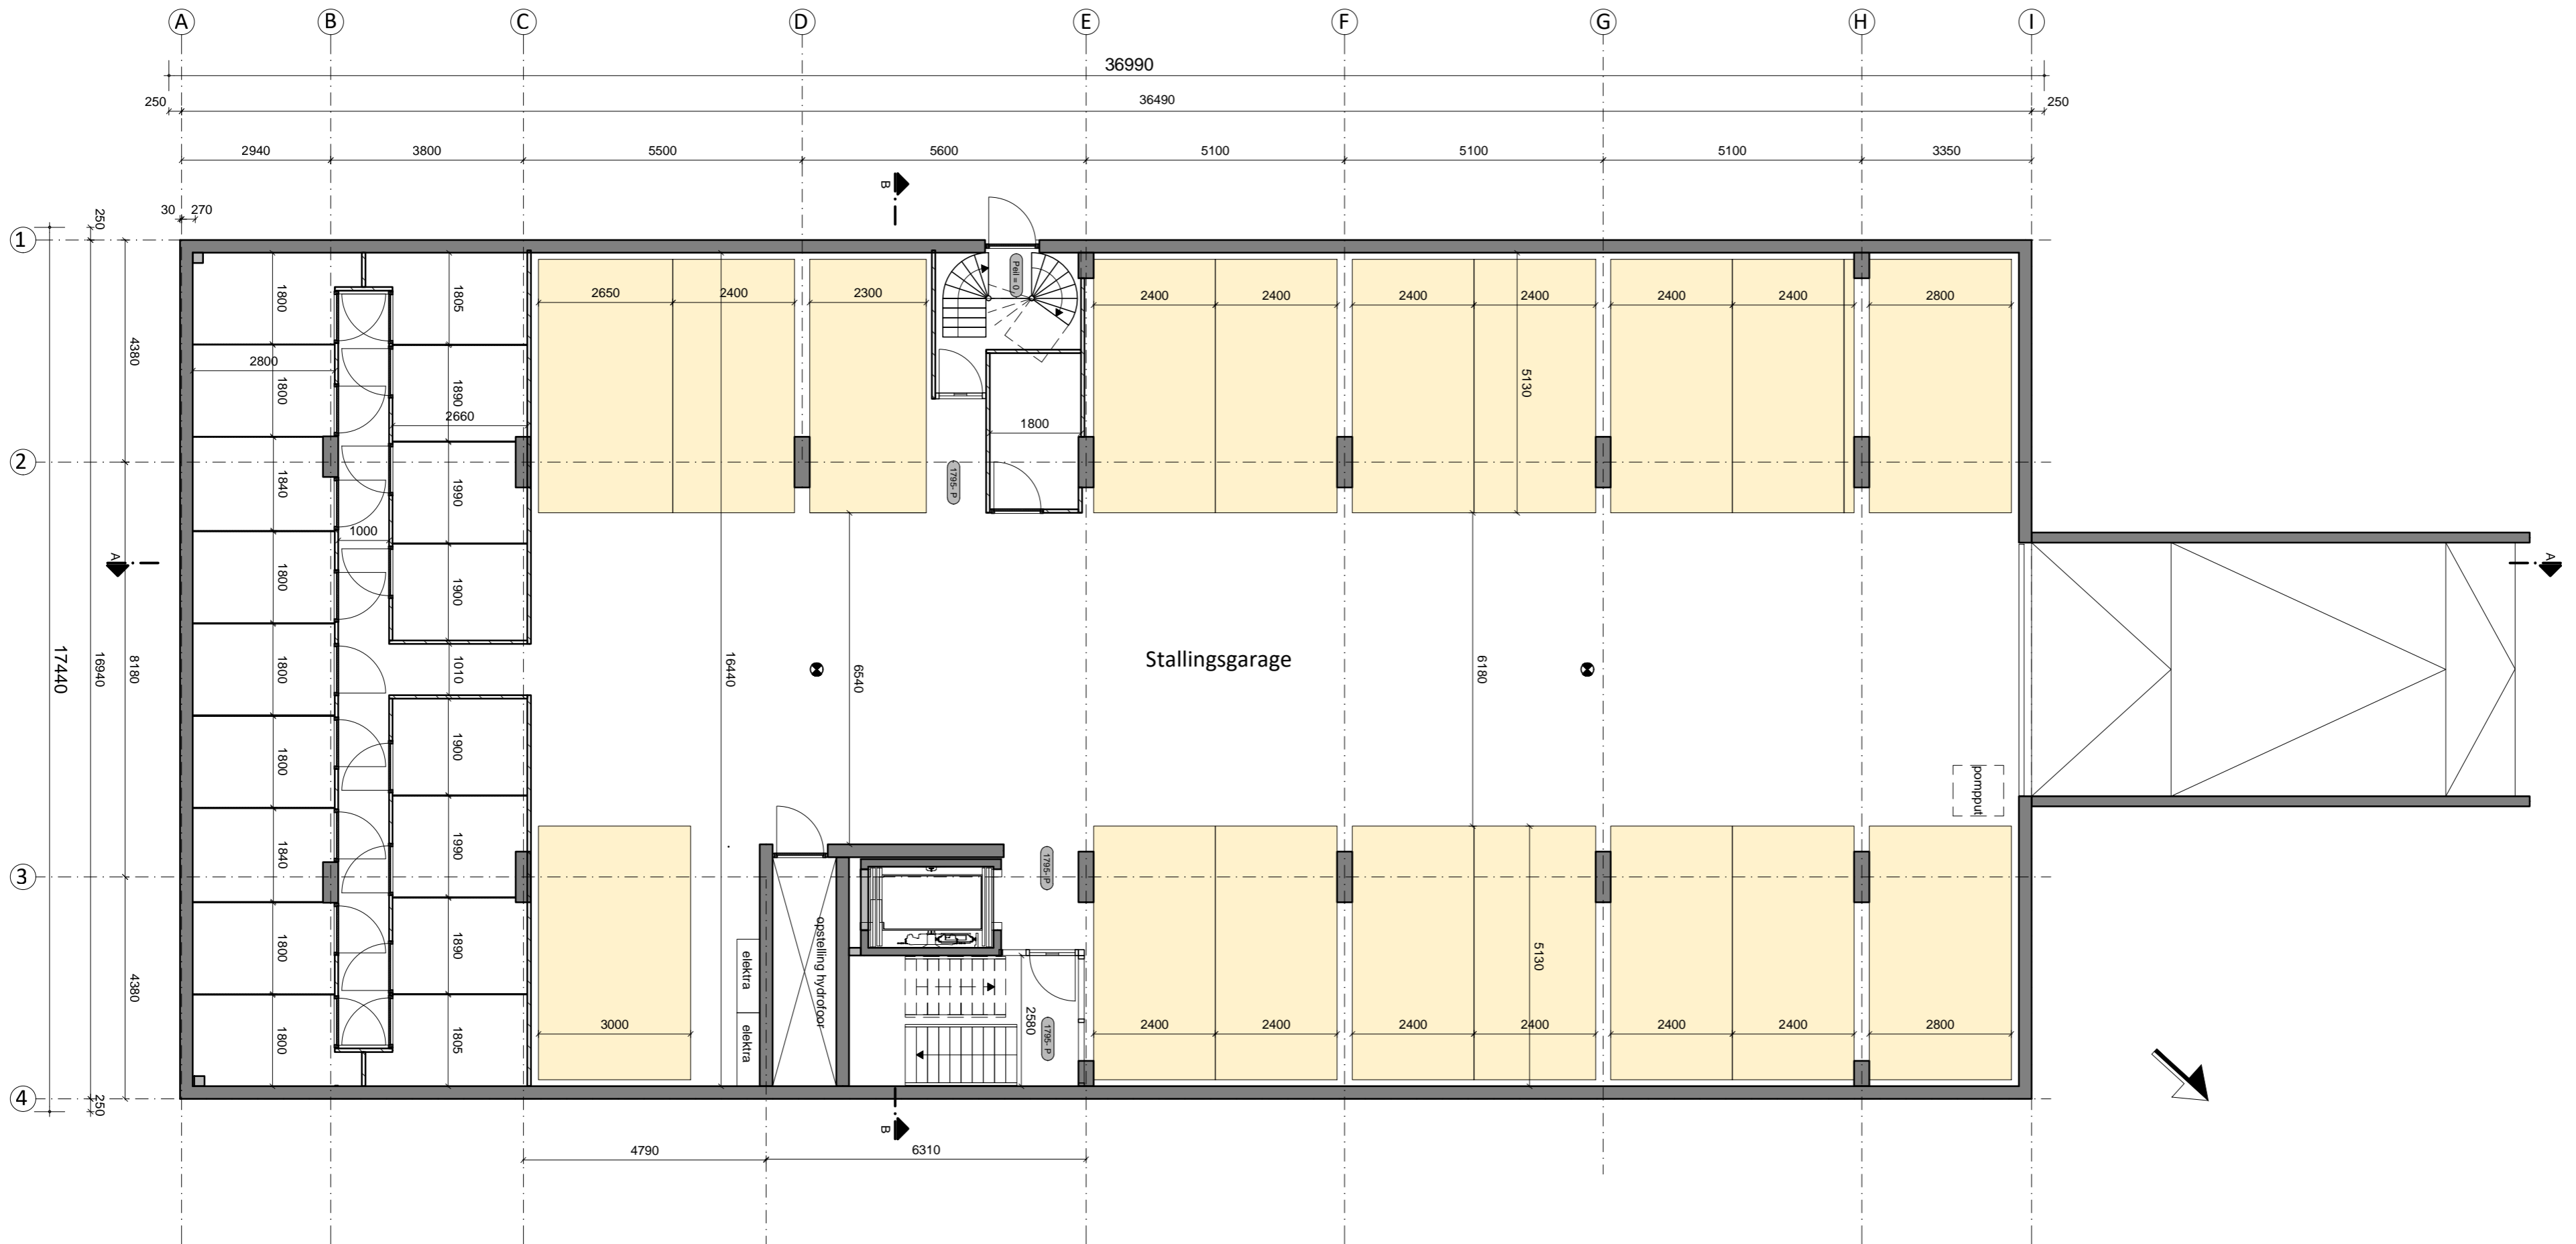 A B C D E F G H I
36990
250 36490 250
2940 3800 5500 5600 5100 5100 5100 3350
B
30 270
250
1
Peil = 0
2650 2400 2300 2400 2400 2400 2400 2400 2400 2800
1800 1805
4380
2800
1800 1890
5130
2660
1800
2
1795- P
1840 1990
1000
A A
1800 1900
17440 16940 8180
1800 1010
16440 6540 6180
Stallingsgarage
1800 1900
pompput
1840 1990
3
1795- P
opstelling hydrofoor
1800 1890
5130
elektra
4380
2580
3000 2400 2400 2400 2400 2400 2400 2800
1800 1805
elektra
1795- P
4
250
B
4790 6310